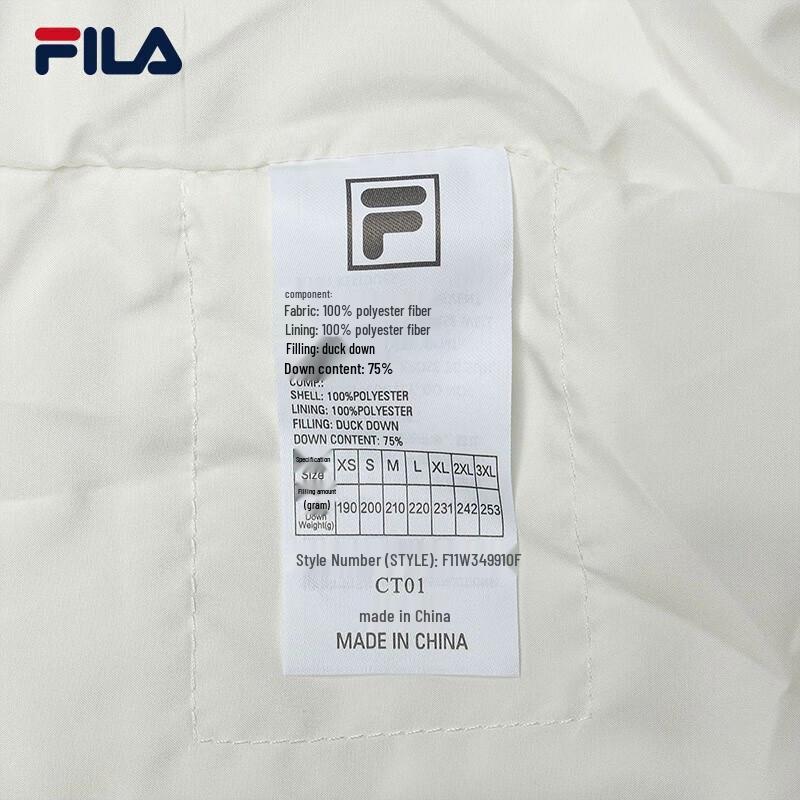 FILA
F
component:
Fabric: 100% polyester fiber
Lining: 100% polyester fiber
Filling: duck down
Down content: 75%
COMP.:
SHELL: 100%POLYESTER
LINING: 100%POLYESTER
FILLING: DUCK DOWN
DOWN CONTENT: 75%
Specification
Size XS S M L XL 2XL 3XL
Filling amount
(gram) 190 200 210 220 231 242 253
Down
Weight(g)
Style Number (STYLE): F11W349910F
CT01
made in China
MADE IN CHINA